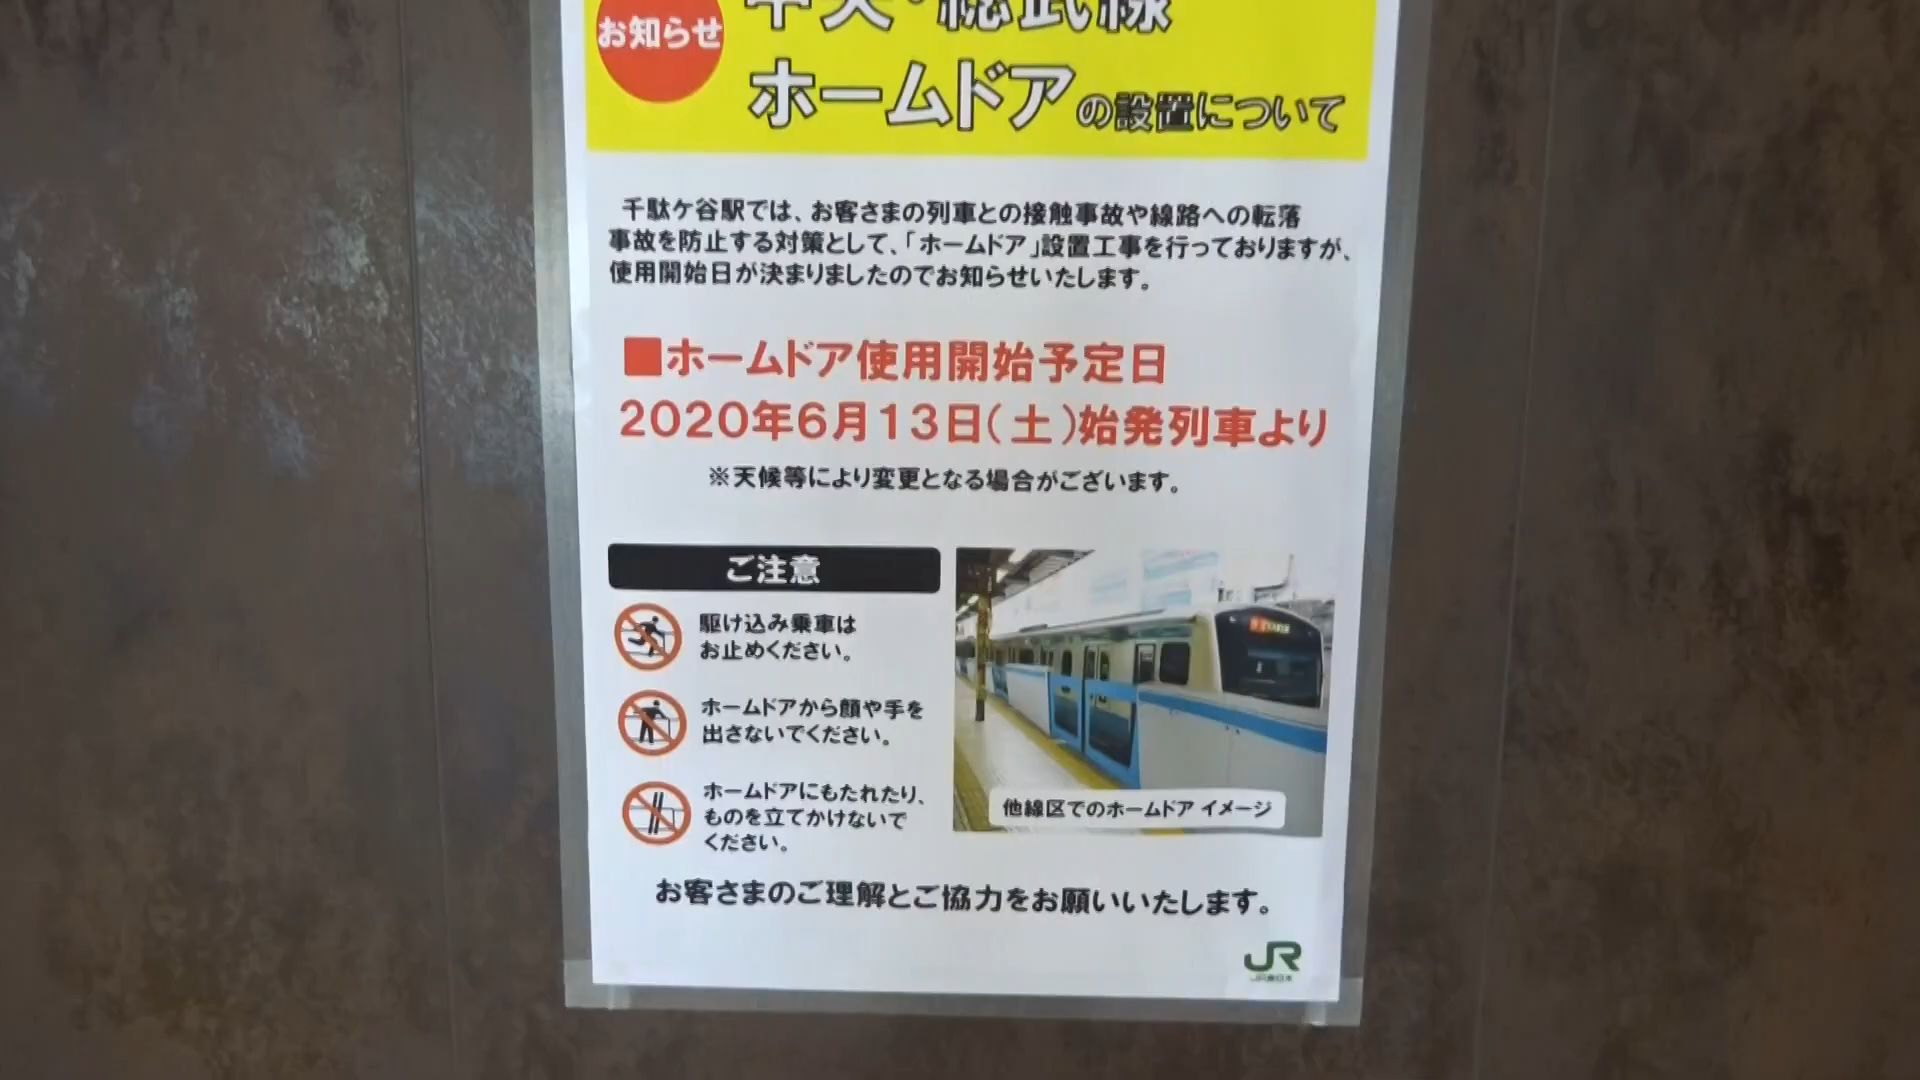 お知らせ
中央・総武線
ホームドアの設置について
千駄ケ谷駅では、お客さまの列車との接触事故や線路への転落
事故を防止する対策として、「ホームドア」設置工事を行っておりますが、
使用開始日が決まりましたのでお知らせいたします。
■ホームドア使用開始予定日
2020年6月13日(土)始発列車より
※天候等により変更となる場合がございます。
ご注意
駆け込み乗車は
お止めください。
ホームドアから顔や手を
出さないでください。
ホームドアにもたれたり、
ものを立てかけないで
ください。
他線区でのホームドア イメージ
お客さまのご理解とご協力をお願いいたします。
JR
JR東日本